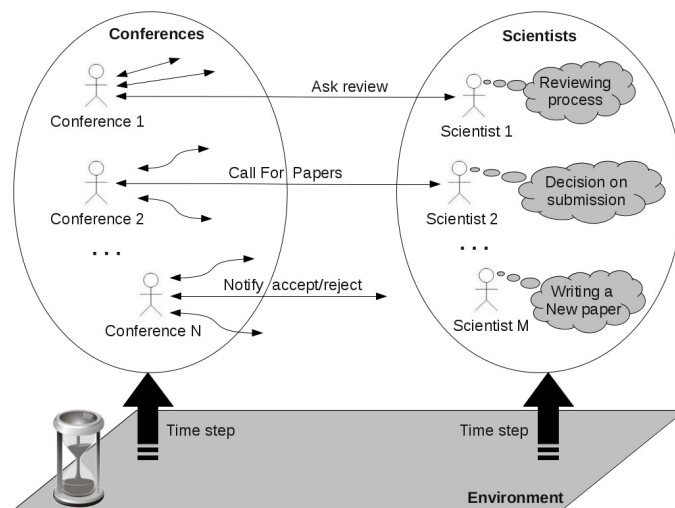 Conferences
Scientists
Ask review
Reviewing
process
Conference 1
Scientist 1
Call For Papers
Decision on
submission
Conference 2
Scientist 2
. . .
. . .
Notify accept/reject
Writing a
New paper
Conference N
Scientist M
Time step
Time step
Environment